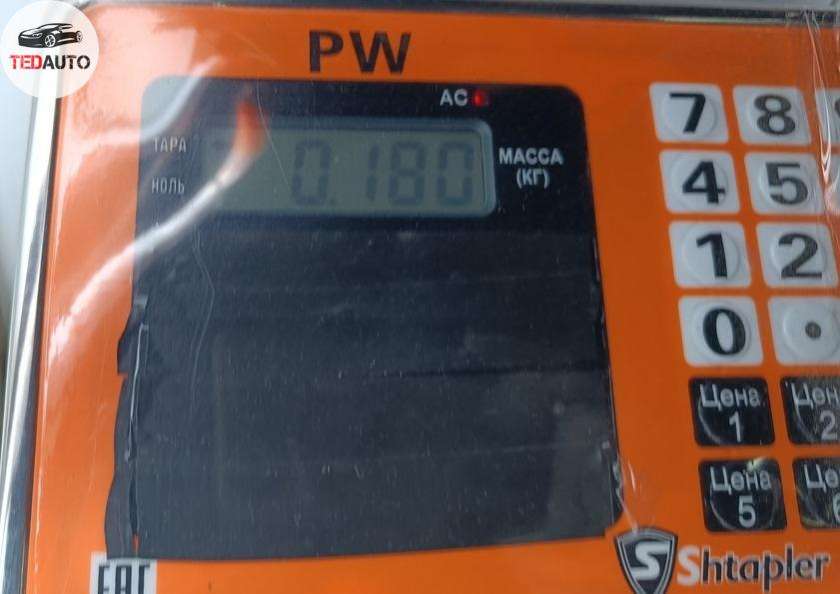 TEDAUTO
PW
AC
ТАРА
0.180
МАССА
(КГ)
НОЛЬ
7 8
4 5
1 2
0 .
Цена
1
Цена
5
Shtapler
EAC